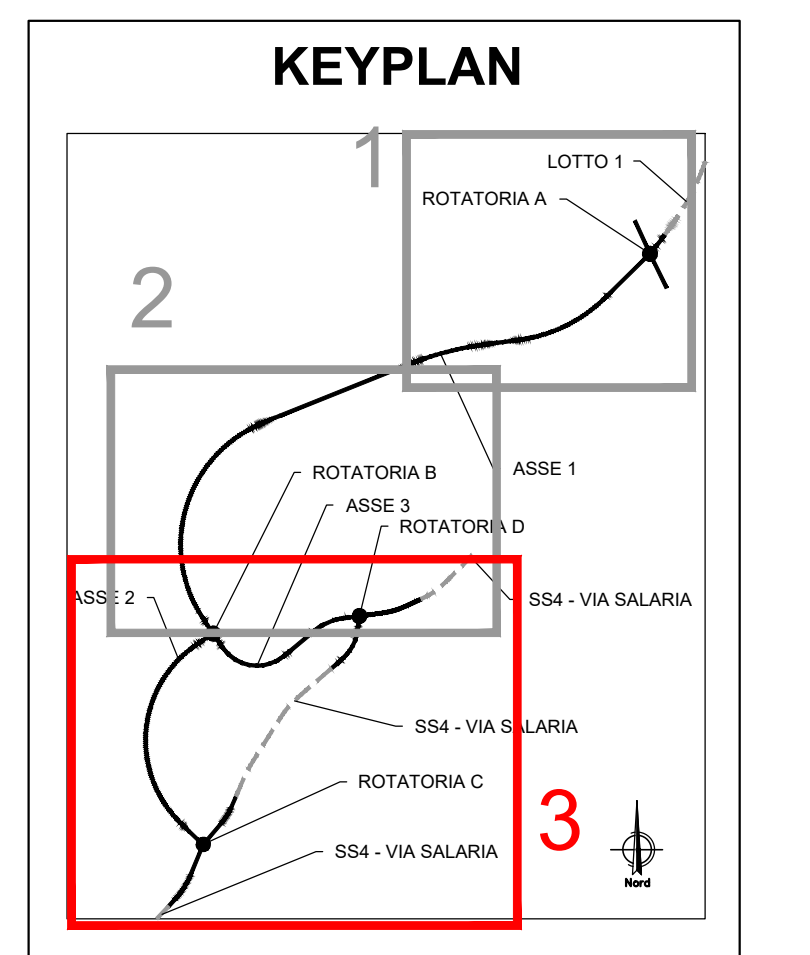 KEYPLAN
1
LOTTO 1
ROTATORIA A
2
ASSE 1
ROTATORIA B
ASSE 3
ROTATORIA D
ASSE 2
SS4 - VIA SALARIA
SS4 - VIA SALARIA
ROTATORIA C
3
SS4 - VIA SALARIA
Nord